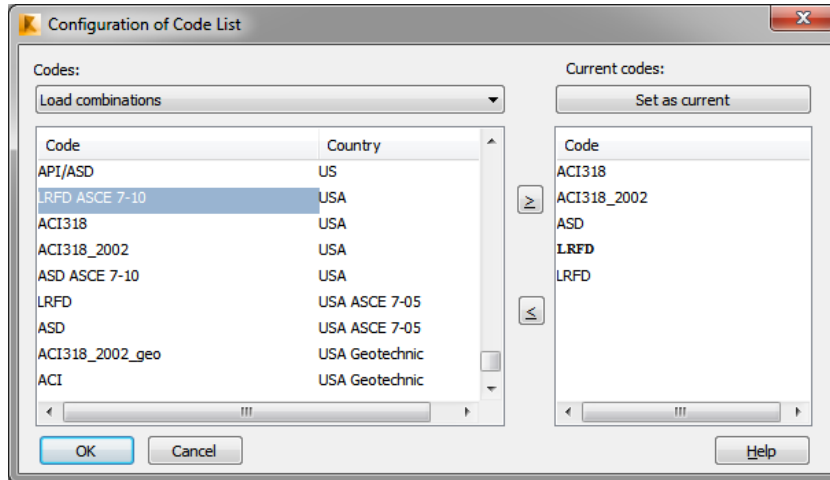 Configuration of Code List
Codes:
Load combinations
Code Country
API/ASD US
LRFD ASCE 7-10 USA
ACI318 USA
ACI318_2002 USA
ASD ASCE 7-10 USA
LRFD USA ASCE 7-05
ASD USA ASCE 7-05
ACI318_2002_geo USA Geotechnic
ACI USA Geotechnic
≥
≤
Current codes:
Set as current
Code
ACI318
ACI318_2002
ASD
LRFD
LRFD
OK Cancel Help